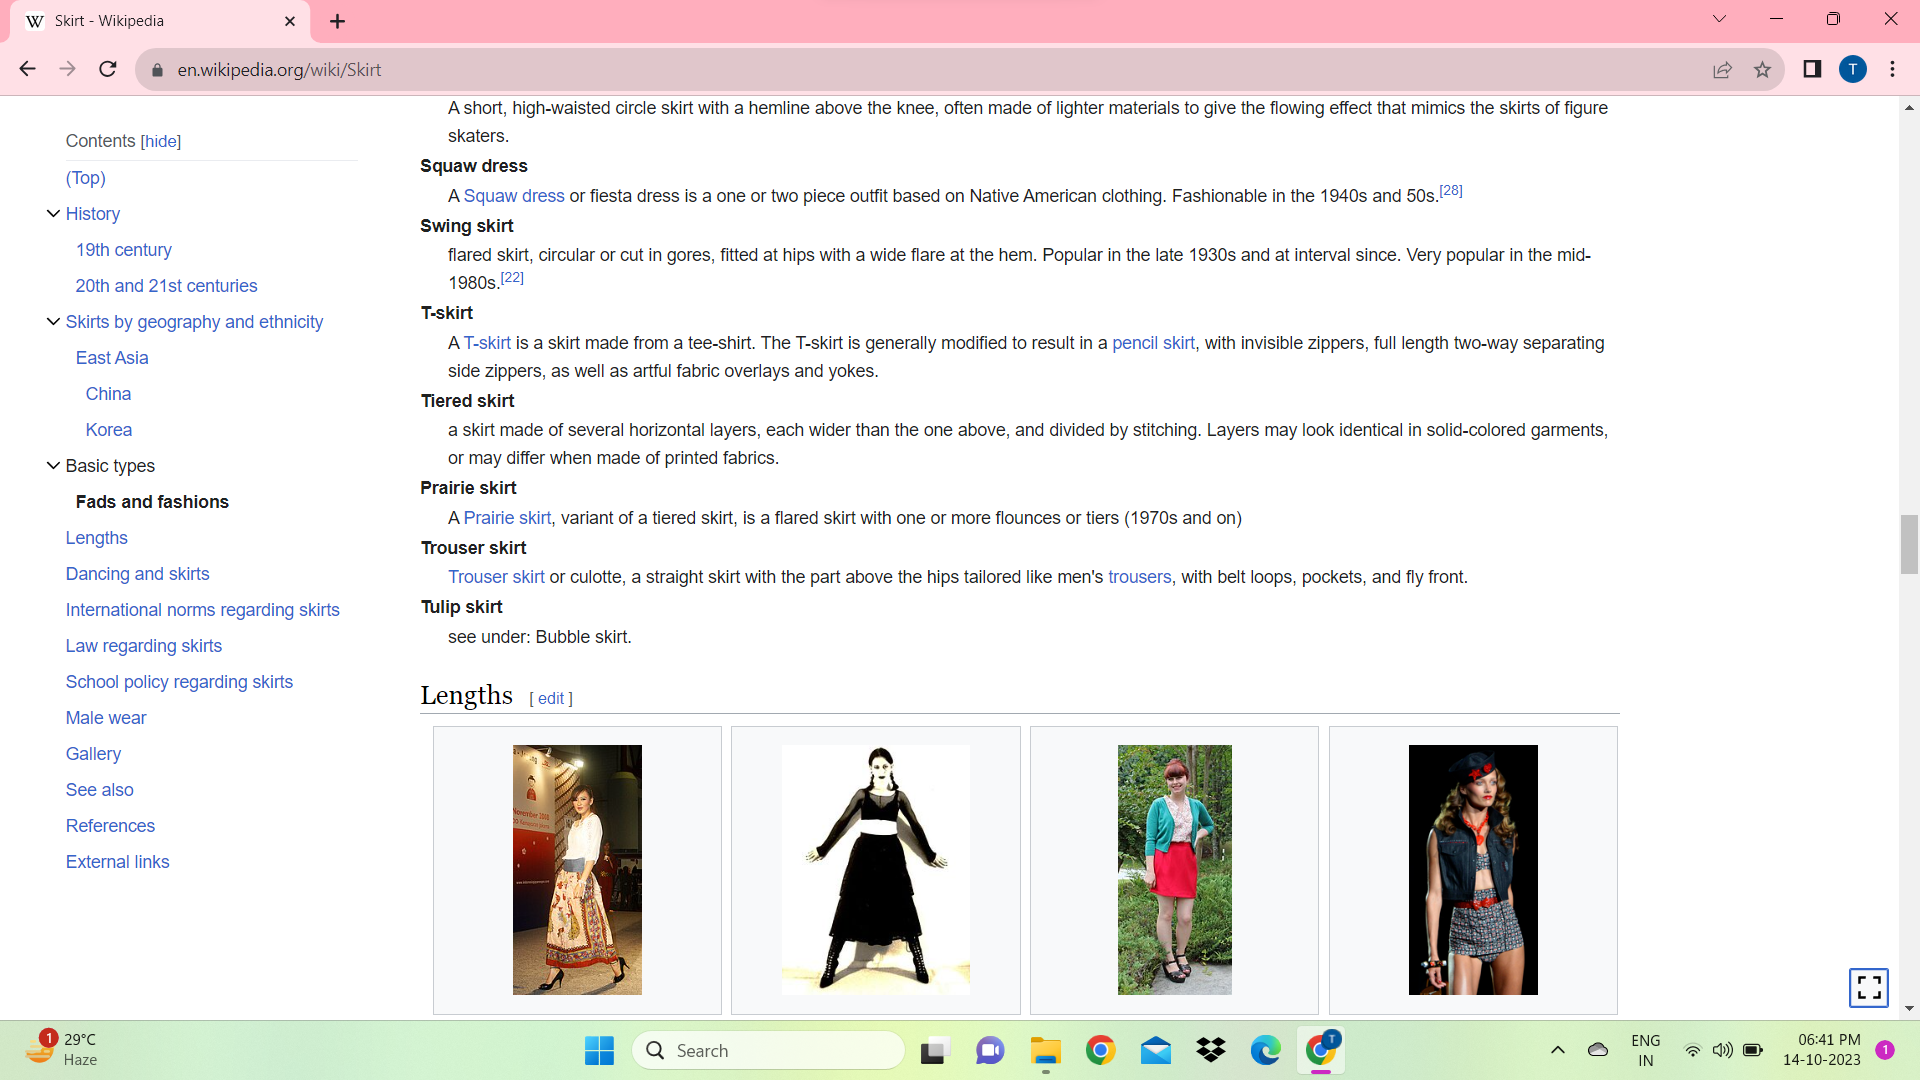 Skirt - Wikipedia
en.wikipedia.org/wiki/Skirt
T
Contents [hide]
(Top)
History
19th century
20th and 21st centuries
Skirts by geography and ethnicity
East Asia
China
Korea
Basic types
Fads and fashions
Lengths
Dancing and skirts
International norms regarding skirts
Law regarding skirts
School policy regarding skirts
Male wear
Gallery
See also
References
External links
A short, high-waisted circle skirt with a hemline above the knee, often made of lighter materials to give the flowing effect that mimics the skirts of figure
skaters.
Squaw dress
A Squaw dress or fiesta dress is a one or two piece outfit based on Native American clothing. Fashionable in the 1940s and 50s.[28]
Swing skirt
flared skirt, circular or cut in gores, fitted at hips with a wide flare at the hem. Popular in the late 1930s and at interval since. Very popular in the mid-
1980s.[22]
T-skirt
A T-skirt is a skirt made from a tee-shirt. The T-skirt is generally modified to result in a pencil skirt, with invisible zippers, full length two-way separating
side zippers, as well as artful fabric overlays and yokes.
Tiered skirt
a skirt made of several horizontal layers, each wider than the one above, and divided by stitching. Layers may look identical in solid-colored garments,
or may differ when made of printed fabrics.
Prairie skirt
A Prairie skirt, variant of a tiered skirt, is a flared skirt with one or more flounces or tiers (1970s and on)
Trouser skirt
Trouser skirt or culotte, a straight skirt with the part above the hips tailored like men's trousers, with belt loops, pockets, and fly front.
Tulip skirt
see under: Bubble skirt.
Lengths [ edit ]
1
29°C
Haze
Search
T
ENG
IN
06:41 PM
14-10-2023
1